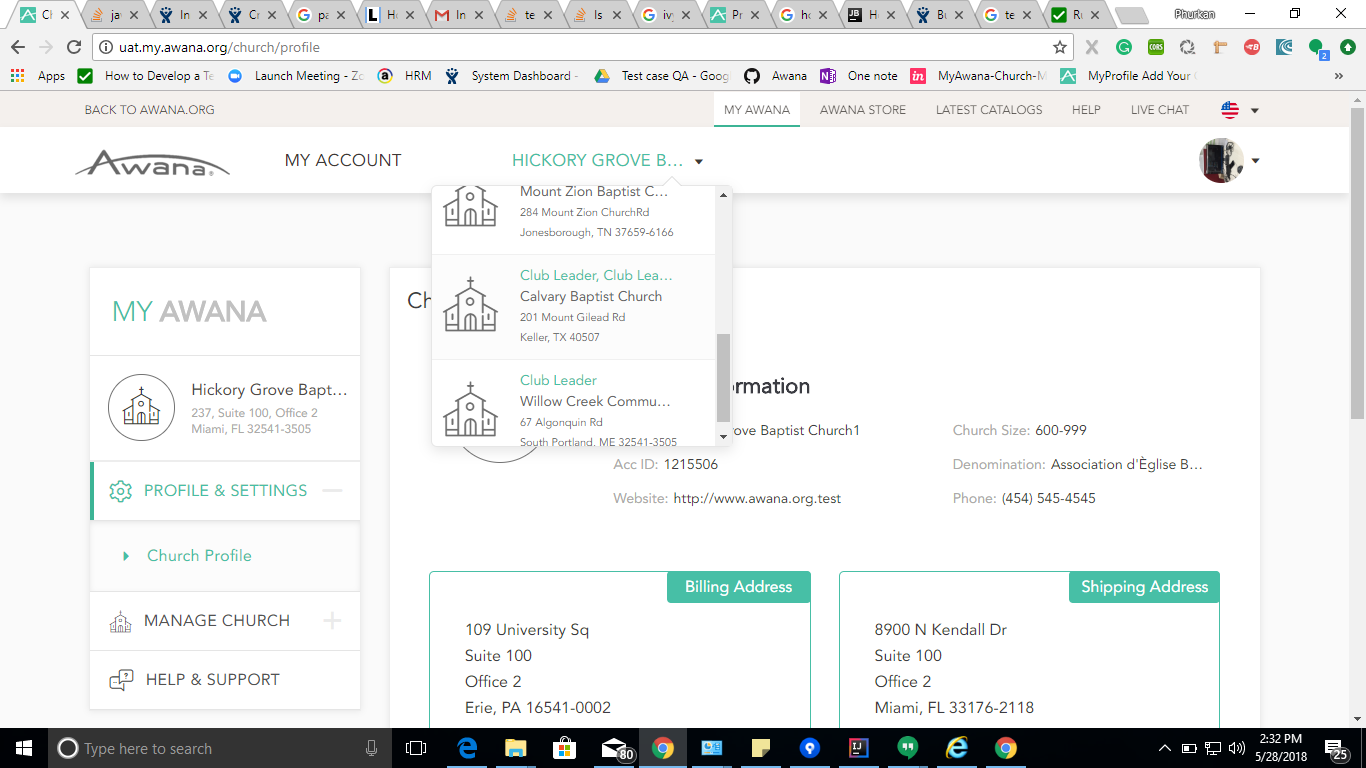 Ch
ja
In
Cr
pa
Ho
In
te
Is
ivy
Pr
ho
He
Bu
te
Ru
Phurkan
uat.my.awana.org/church/profile
Apps
How to Develop a Te
Launch Meeting - Zo
HRM
System Dashboard -
Test case QA - Goog
Awana
One note
MyAwana-Church-M
MyProfile Add Your
»
BACK TO AWANA.ORG
MY AWANA
AWANA STORE
LATEST CATALOGS
HELP
LIVE CHAT
Awana®
MY ACCOUNT
HICKORY GROVE B...
Mount Zion Baptist C...
284 Mount Zion ChurchRd
Jonesborough, TN 37659-6166
Club Leader, Club Lea...
Calvary Baptist Church
201 Mount Gilead Rd
Keller, TX 40507
Club Leader
Willow Creek Commu...
67 Algonquin Rd
South Portland, ME 32541-3505
MY AWANA
Hickory Grove Bapt...
237, Suite 100, Office 2
Miami, FL 32541-3505
PROFILE & SETTINGS
Church Profile
MANAGE CHURCH
HELP & SUPPORT
Ch
rmation
ove Baptist Church1
Church Size: 600-999
Acc ID: 1215506
Denomination: Association d'Èglise B...
Website: http://www.awana.org.test
Phone: (454) 545-4545
Billing Address
109 University Sq
Suite 100
Office 2
Erie, PA 16541-0002
Shipping Address
8900 N Kendall Dr
Suite 100
Office 2
Miami, FL 33176-2118
Type here to search
80
2:32 PM
5/28/2018
25